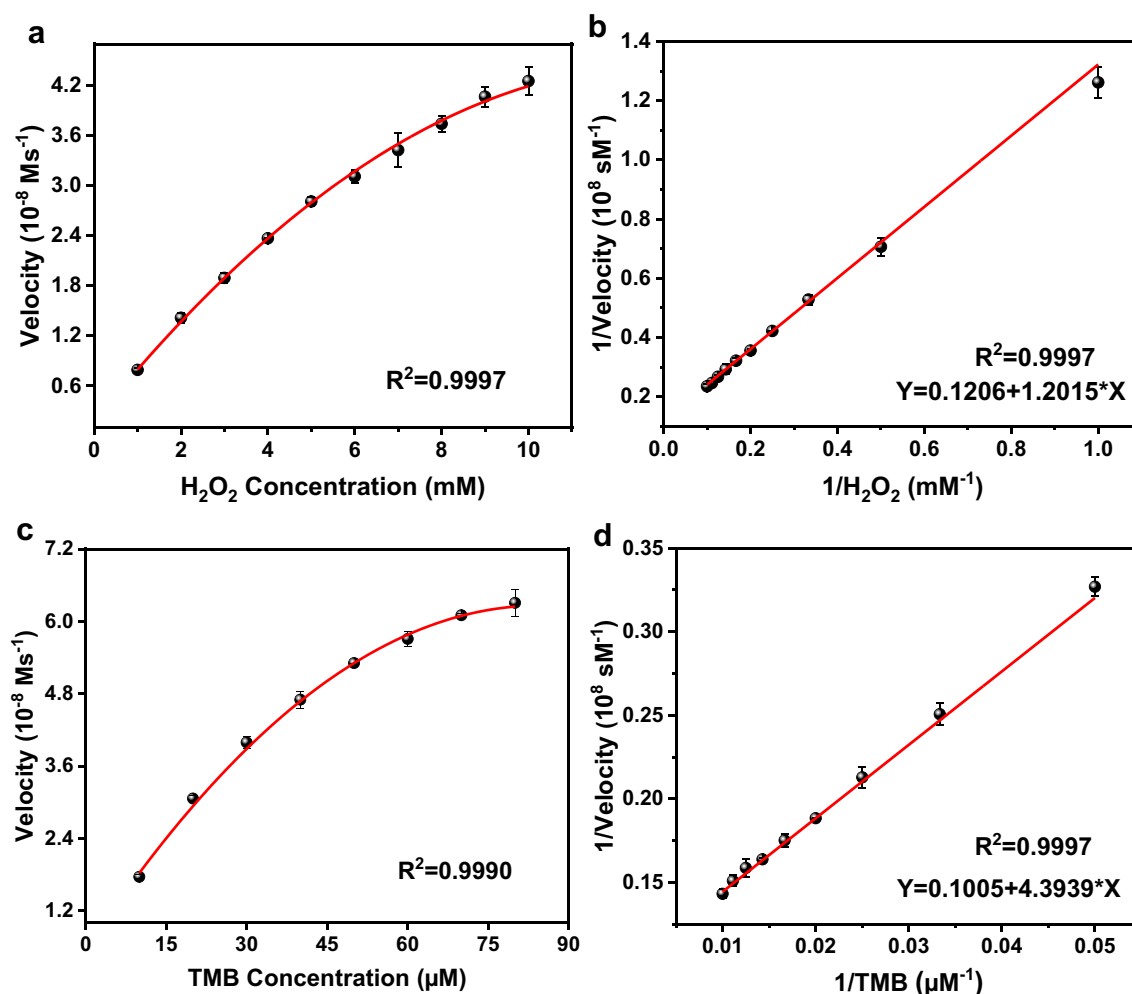 a
Velocity (10⁻⁸ Ms⁻¹)
4.2
3.6
3.0
2.4
1.8
1.2
0.6
R²=0.9997
0 2 4 6 8 10
H₂O₂ Concentration (mM)
b
1/Velocity (10⁸ sM⁻¹)
1.4
1.2
1.0
0.8
0.6
0.4
0.2
R²=0.9997
Y=0.1206+1.2015*X
0.0 0.2 0.4 0.6 0.8 1.0
1/H₂O₂ (mM⁻¹)
c
Velocity (10⁻⁸ Ms⁻¹)
7.2
6.0
4.8
3.6
2.4
1.2
R²=0.9990
0 15 30 45 60 75 90
TMB Concentration (µM)
d
1/Velocity (10⁸ sM⁻¹)
0.35
0.30
0.25
0.20
0.15
R²=0.9997
Y=0.1005+4.3939*X
0.01 0.02 0.03 0.04 0.05
1/TMB (µM⁻¹)